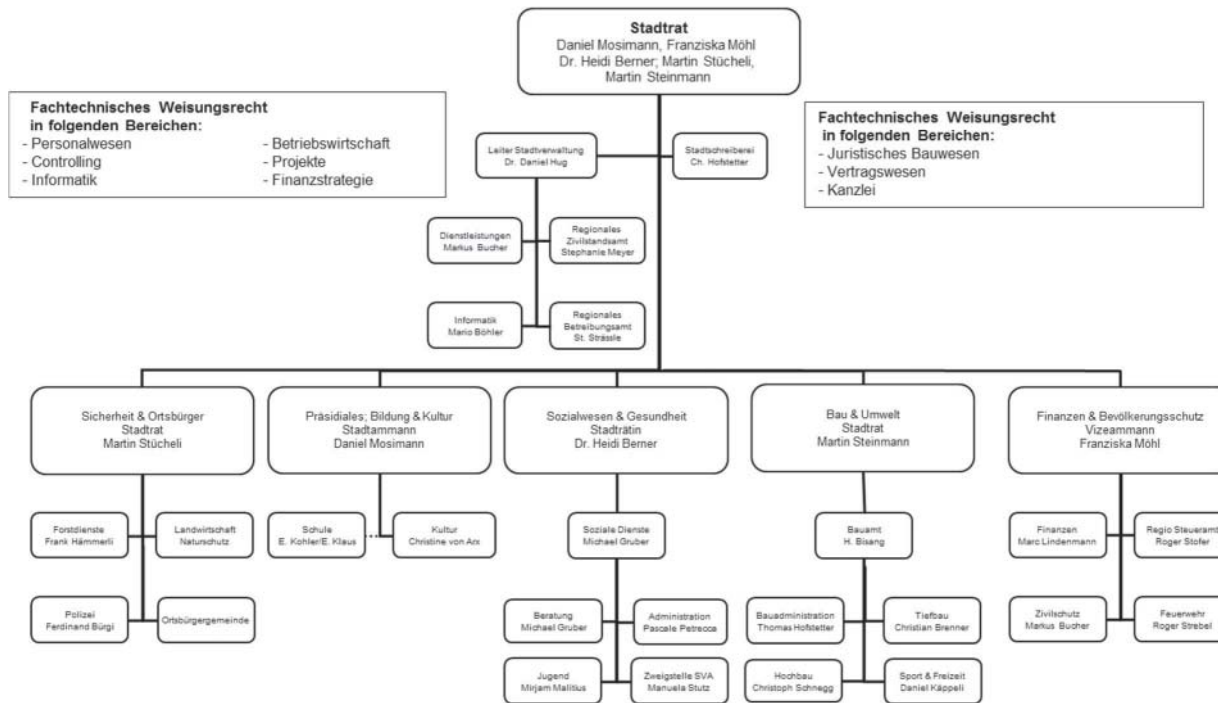 Stadtrat
Daniel Mosimann, Franziska Möhl
Dr. Heidi Berner; Martin Stücheli,
Martin Steinmann
Fachtechnisches Weisungsrecht
in folgenden Bereichen:
- Personalwesen
- Controlling
- Informatik
- Betriebswirtschaft
- Projekte
- Finanzstrategie
Fachtechnisches Weisungsrecht
in folgenden Bereichen:
- Juristisches Bauwesen
- Vertragswesen
- Kanzlei
Leiter Stadtverwaltung
Dr. Daniel Hug
Stadtschreiberei
Ch. Hofstetter
Dienstleistungen
Markus Bucher
Regionales
Zivilstandsamt
Stephanie Meyer
Informatik
Mario Böhler
Regionales
Betreibungsamt
St. Strässle
Sicherheit & Ortsbürger
Stadtrat
Martin Stücheli
Präsidiales; Bildung & Kultur
Stadtammann
Daniel Mosimann
Sozialwesen & Gesundheit
Stadträtin
Dr. Heidi Berner
Bau & Umwelt
Stadtrat
Martin Steinmann
Finanzen & Bevölkerungsschutz
Vizeammann
Franziska Möhl
Forstdienste
Frank Hämmerli
Landwirtschaft
Naturschutz
Schule
E. Kohler/E. Klaus
Kultur
Christine von Arx
Soziale Dienste
Michael Gruber
Bauamt
H. Bisang
Finanzen
Marc Lindenmann
Regio Steueramt
Roger Stofer
Polizei
Ferdinand Bürgi
Ortsbürgergemeinde
Beratung
Michael Gruber
Administration
Pascale Petrecca
Bauadministration
Thomas Hofstetter
Tiefbau
Christian Brenner
Zivilschutz
Markus Bucher
Feuerwehr
Roger Strebel
Jugend
Mirjam Malitius
Zweigstelle SVA
Manuela Stutz
Hochbau
Christoph Schnegg
Sport & Freizeit
Daniel Käppeli